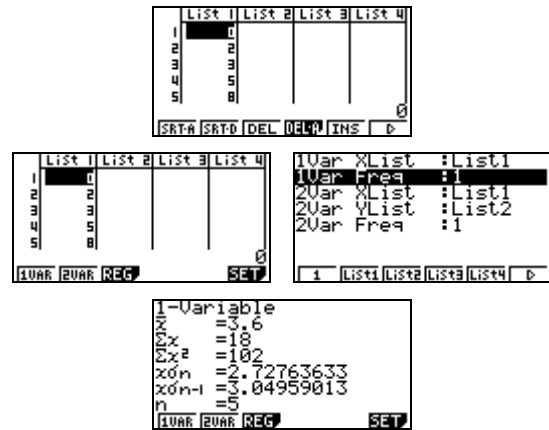 List 1 List 2 List 3 List 4
1 0
2 2
3 3
4 5
5 8
0
SRT·A SRT·D DEL DEL·A INS ▷
List 1 List 2 List 3 List 4
1 0
2 2
3 3
4 5
5 8
0
1VAR 2VAR REG SET
1Var XList :List1
1Var Freq :1
2Var XList :List1
2Var YList :List2
2Var Freq :1
1 List1 List2 List3 List4 ▷
1-Variable
x̄ =3.6
Σx =18
Σx² =102
xσn =2.72763633
xσn-1 =3.04959013
n =5
1VAR 2VAR REG SET